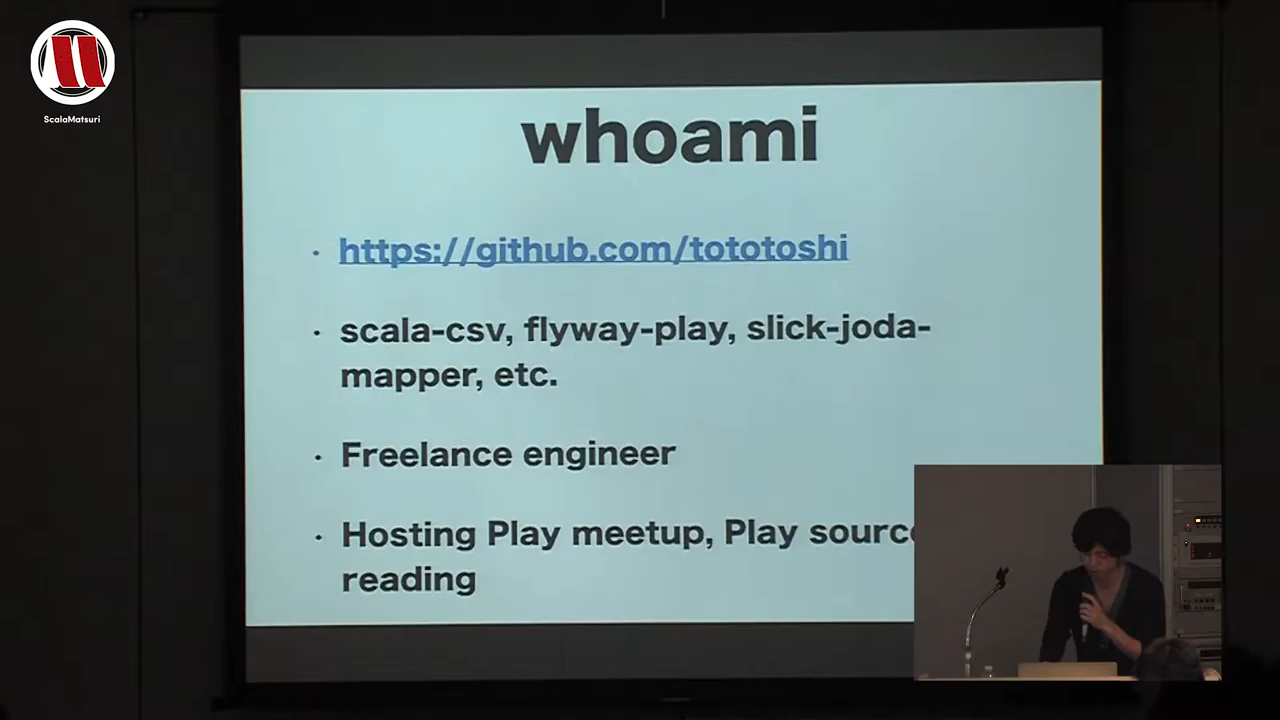 ScalaMatsuri
whoami
· https://github.com/tototoshi
· scala-csv, flyway-play, slick-joda-
mapper, etc.
· Freelance engineer
· Hosting Play meetup, Play source
reading